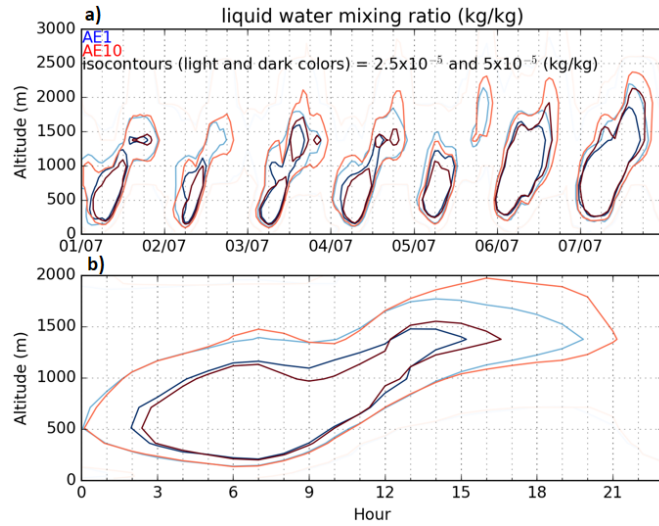 a) liquid water mixing ratio (kg/kg)
AE1
AE10
isocontours (light and dark colors) = 2.5x10⁻⁵ and 5x10⁻⁵ (kg/kg)
Altitude (m)
3000
2500
2000
1500
1000
500
0
01/07 02/07 03/07 04/07 05/07 06/07 07/07
b)
Altitude (m)
2000
1500
1000
500
0
0 3 6 9 12 15 18 21
Hour